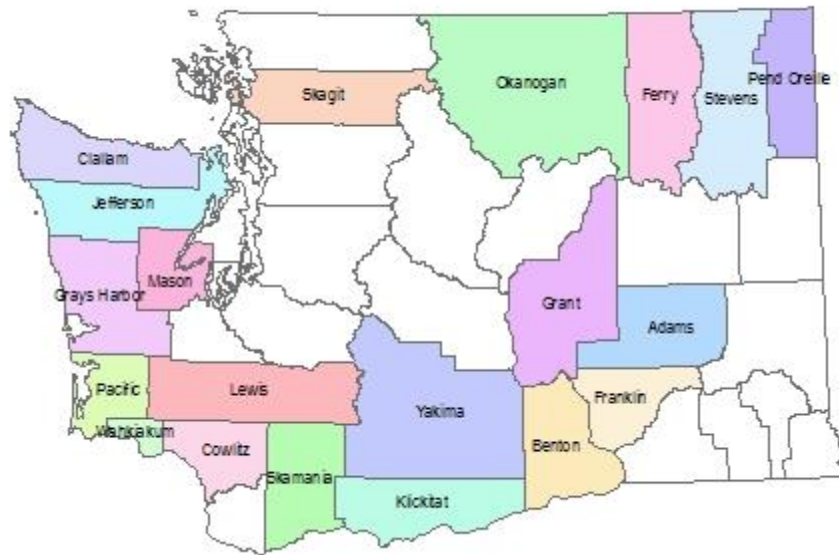 Okanogan
Pend Oreille
Skagit
Ferry
Stevens
Clallam
Jefferson
Mason
Grays Harbor
Grant
Adams
Pacific
Lewis
Yakima
Franklin
Wahkiakum
Cowlitz
Benton
Skamania
Klickitat